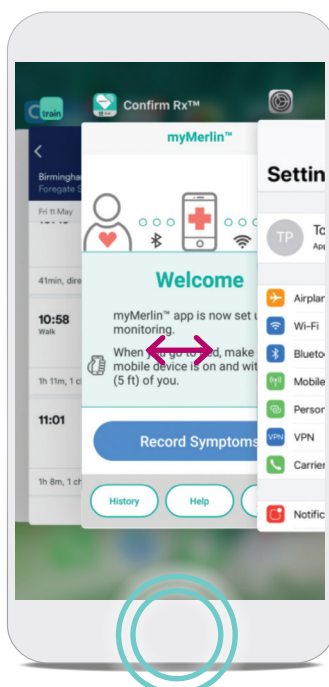 train
Confirm Rx™
myMerlin™
Settin
Birmingha
Foregate S
Fri 11 May
41min, dire
10:58
Walk
1h 11m, 1 c
11:01
1h 8m, 1 ch
Welcome
myMerlin™ app is now set u
monitoring.
When you go to bed, make
mobile device is on and wit
(5 ft) of you.
Record Symptoms
History
Help
TP
To
App
Airplan
Wi-Fi
Blueto
Mobile
Person
VPN
VPN
Carrier
Notific